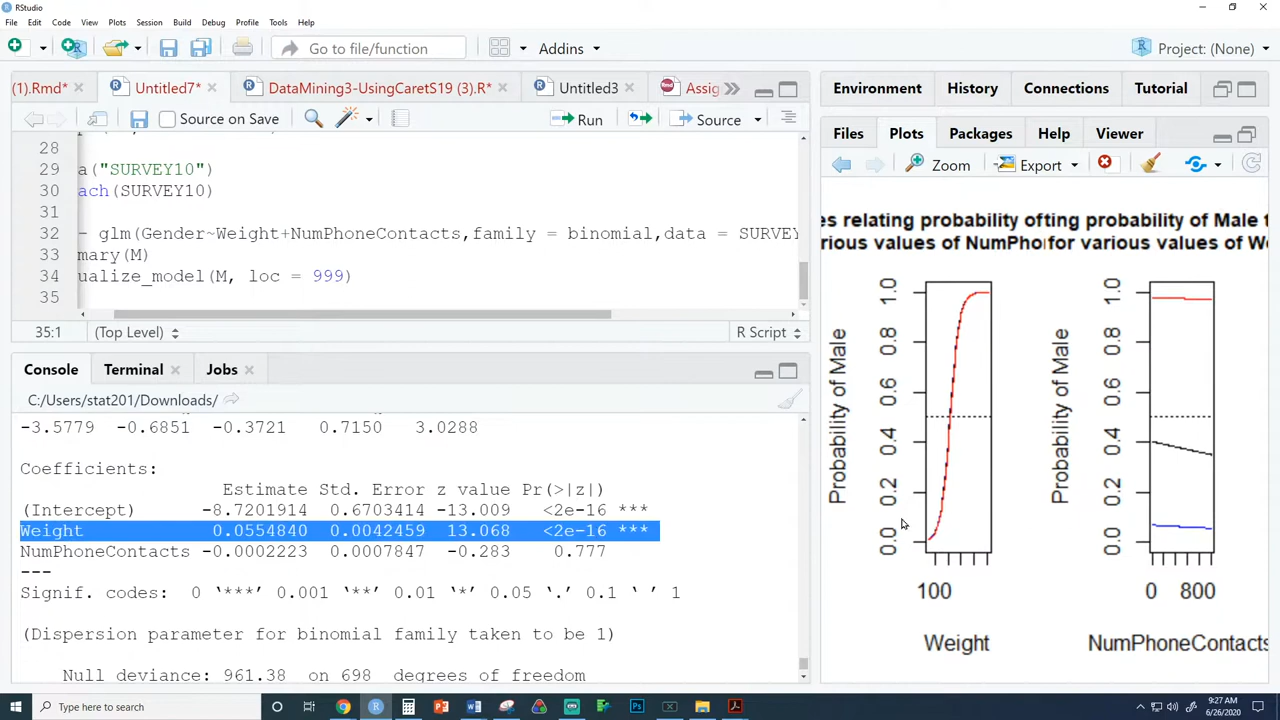 RStudio
File Edit Code View Plots Session Build Debug Profile Tools Help
Go to file/function
Addins
Project: (None)
(1).Rmd*
Untitled7*
DataMining3-UsingCaretS19 (3).R*
Untitled3
Assig
Source on Save
Run
Source
28
29 a("SURVEY10")
30 ach(SURVEY10)
31
32 - glm(Gender~Weight+NumPhoneContacts,family = binomial,data = SURVEY
33 mary(M)
34 ualize_model(M, loc = 999)
35
35:1 (Top Level) R Script
Console Terminal Jobs
C:/Users/stat201/Downloads/
-3.5779 -0.6851 -0.3721 0.7150 3.0288
Coefficients:
Estimate Std. Error z value Pr(>|z|)
(Intercept) -8.7201914 0.6703414 -13.009 <2e-16 ***
Weight 0.0554840 0.0042459 13.068 <2e-16 ***
NumPhoneContacts -0.0002223 0.0007847 -0.283 0.777
---
Signif. codes: 0 ‘***’ 0.001 ‘**’ 0.01 ‘*’ 0.05 ‘.’ 0.1 ‘ ’ 1
(Dispersion parameter for binomial family taken to be 1)
Null deviance: 961.38 on 698 degrees of freedom
Environment History Connections Tutorial
Files Plots Packages Help Viewer
Zoom Export
es relating probability of
ting probability of Male
rious values of NumPho
for various values of We
Probability of Male
0.0 0.2 0.4 0.6 0.8 1.0
100
Weight
Probability of Male
0.0 0.2 0.4 0.6 0.8 1.0
0 800
NumPhoneContacts
Type here to search
9:27 AM
6/26/2020